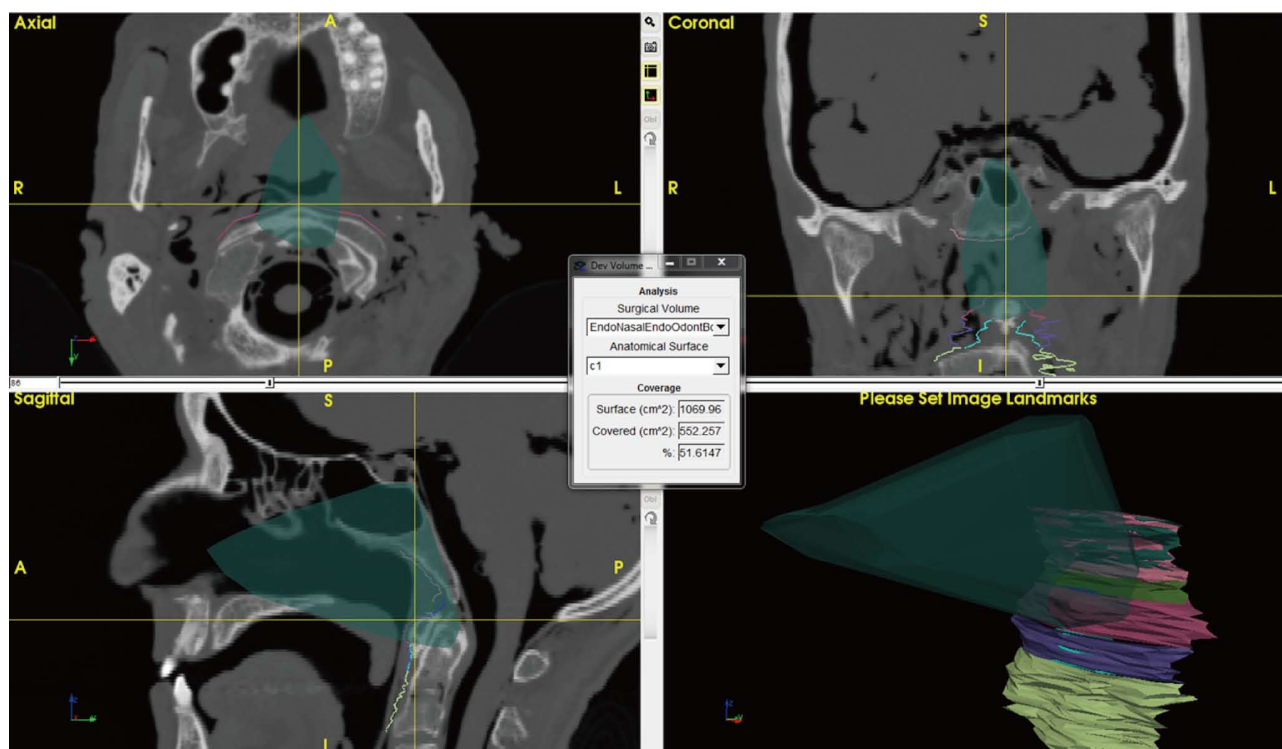 Axial
A
R
L
P
Obl
86
Coronal
S
R
L
I
Dev Volume ...
Analysis
Surgical Volume
EndoNasalEndoOdontBo
Anatomical Surface
c1
Coverage
Surface (cm^2): 1069.96
Covered (cm^2): 552.257
%: 51.6147
Sagittal
S
A
P
I
Obl
Please Set Image Landmarks